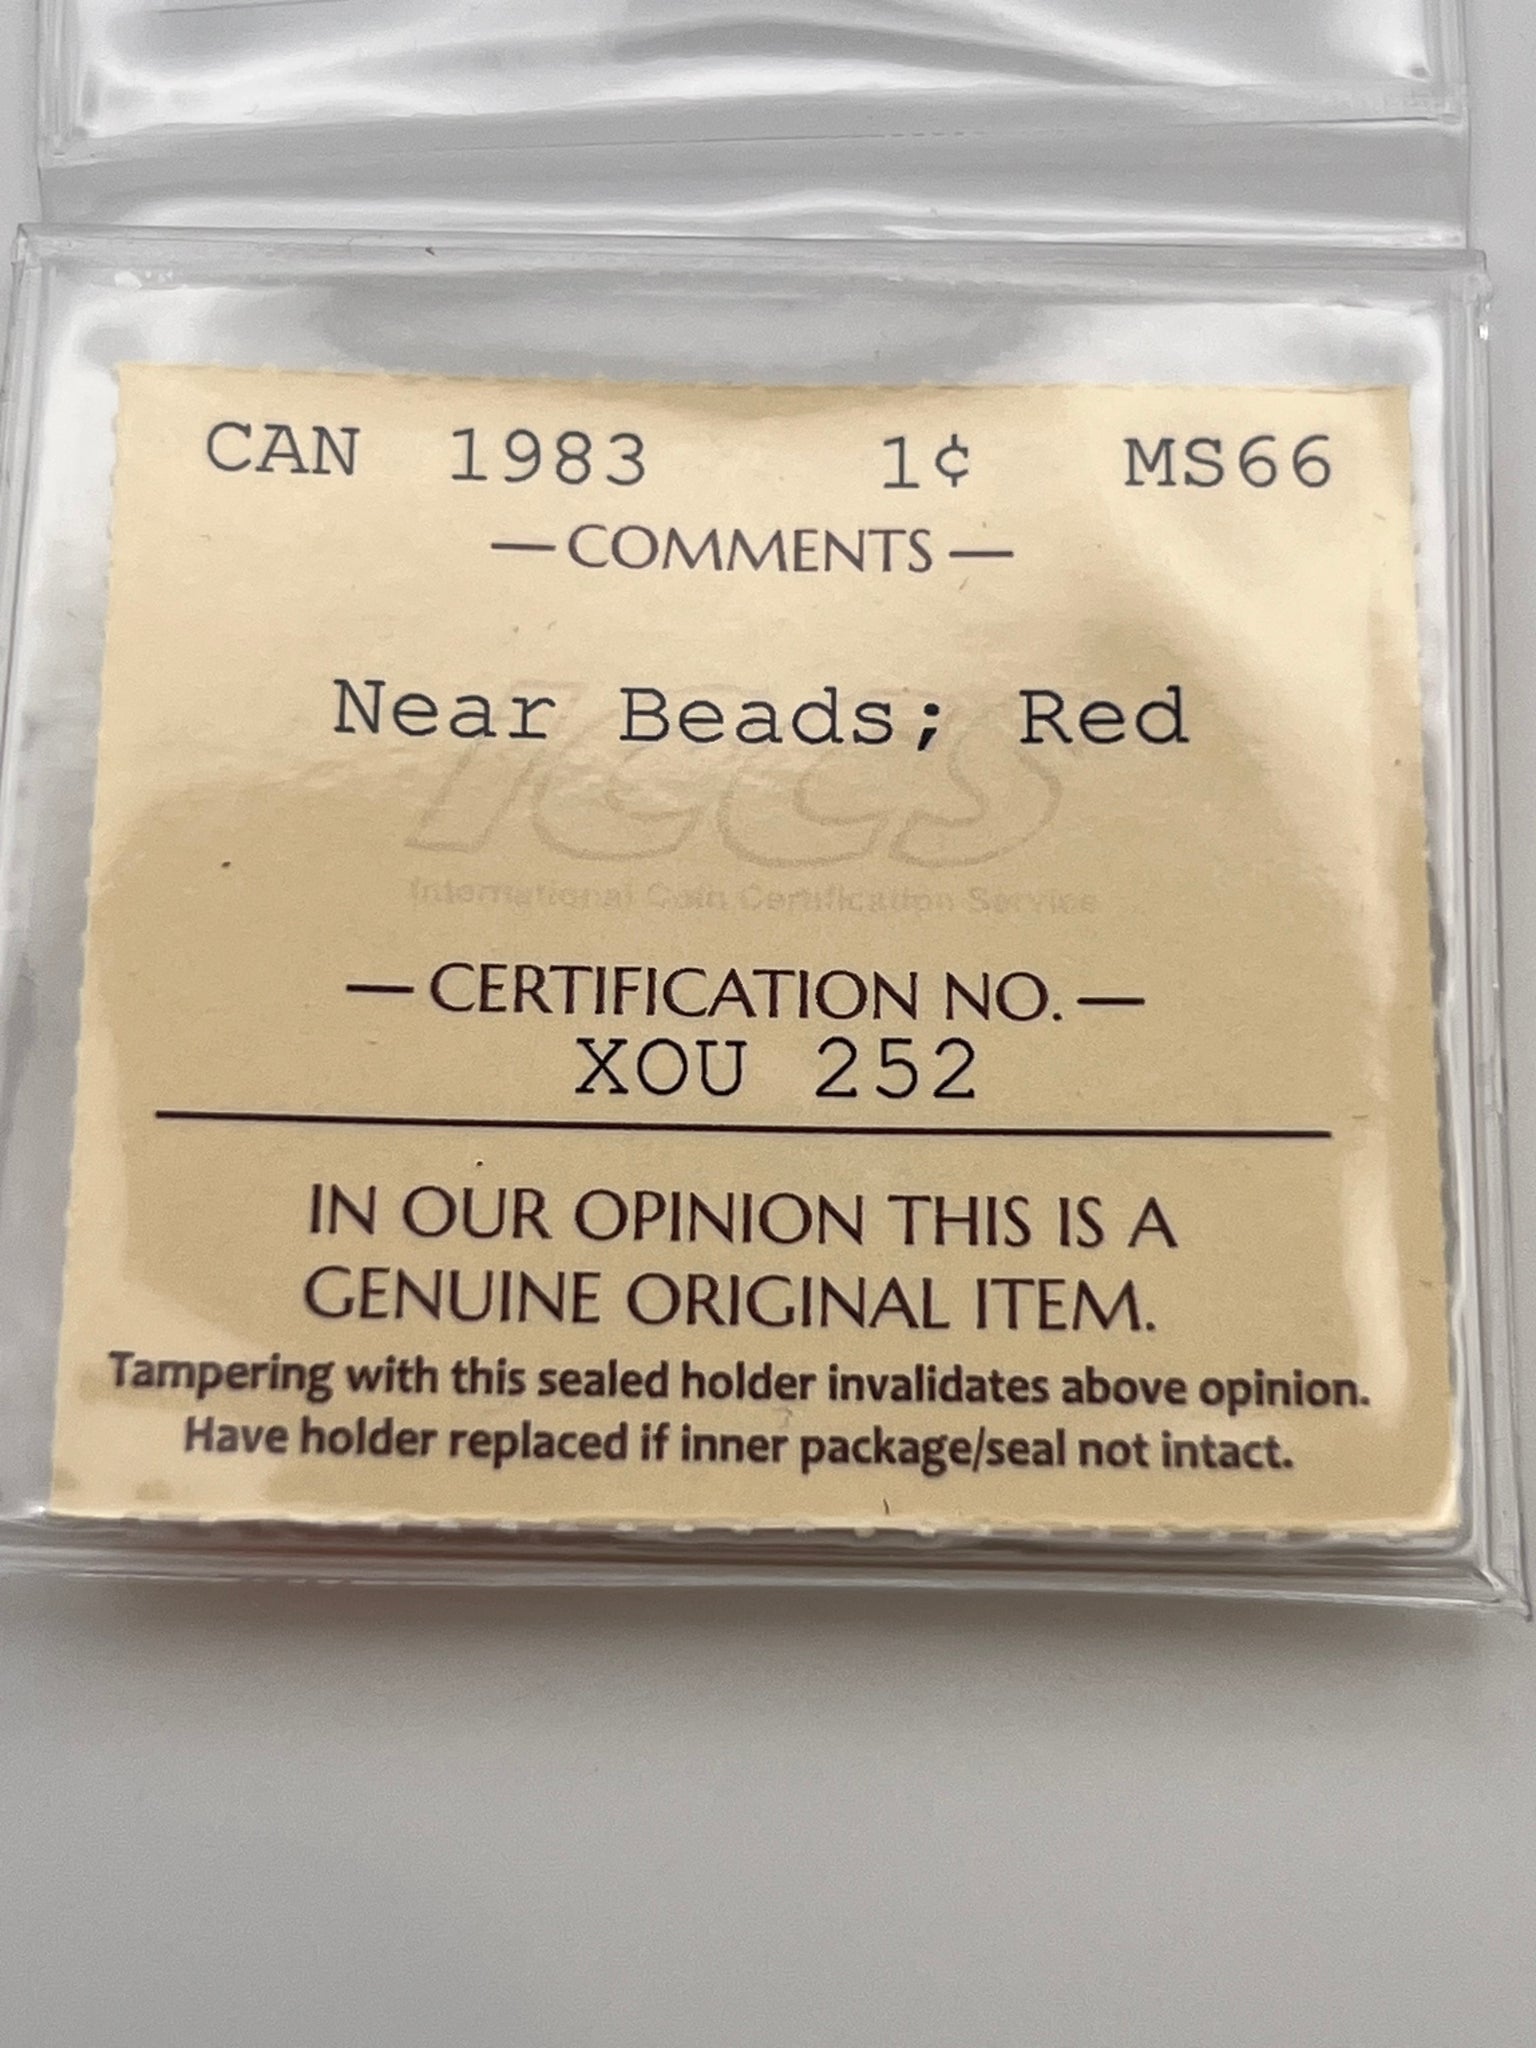 CAN 1983 1¢ MS66
— COMMENTS —
Near Beads; Red
ICCS
International Coin Certification Service
— CERTIFICATION NO. —
XOU 252
IN OUR OPINION THIS IS A
GENUINE ORIGINAL ITEM.
Tampering with this sealed holder invalidates above opinion.
Have holder replaced if inner package/seal not intact.